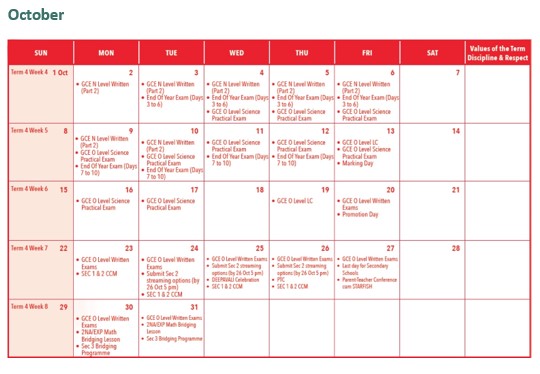 October
SUN MON TUE WED THU FRI SAT Values of the Term
Discipline & Respect
Term 4 Week 4 1 Oct
2
• GCE N Level Written
(Part 2)
3
• GCE N Level Written
(Part 2)
• End Of Year Exam (Days
3 to 6)
4
• GCE N Level Written
(Part 2)
• End Of Year Exam (Days
3 to 6)
• GCE O Level Science
Practical Exam
5
• GCE N Level Written
(Part 2)
• End Of Year Exam (Days
3 to 6)
• GCE O Level Science
Practical Exam
6
• GCE N Level Written
(Part 2)
• End Of Year Exam (Days
3 to 6)
• GCE O Level Science
Practical Exam
7
Term 4 Week 5 8
9
• GCE N Level Written
(Part 2)
• GCE O Level Science
Practical Exam
• End Of Year Exam (Days
7 to 10)
10
• GCE N Level Written
(Part 2)
• GCE O Level Science
Practical Exam
• End Of Year Exam (Days
7 to 10)
11
• GCE O Level Science
Practical Exam
• End Of Year Exam (Days
7 to 10)
12
• GCE O Level Science
Practical Exam
• End Of Year Exam (Days
7 to 10)
13
• GCE O Level LC
• GCE O Level Science
Practical Exam
• Marking Day
14
Term 4 Week 6 15
16
• GCE O Level Science
Practical Exam
17
• GCE O Level Science
Practical Exam
18
19
• GCE O Level LC
20
• GCE O Level Written
Exams
• Promotion Day
21
Term 4 Week 7 22
23
• GCE O Level Written
Exams
• SEC 1 & 2 CCM
24
• GCE O Level Written
Exams
• Submit Sec 2
streaming options (by
26 Oct 5 pm)
• SEC 1 & 2 CCM
25
• GCE O Level Written Exams
• Submit Sec 2 streaming
options (by 26 Oct 5 pm)
• DEEPAVALI Celebration
• SEC 1 & 2 CCM
26
• GCE O Level Written Exams
• Submit Sec 2 streaming
options (by 26 Oct 5 pm)
• PTC
• SEC 1 & 2 CCM
27
• GCE O Level Written Exams
• Last day for Secondary
Schools
• Parent-Teacher Conference
cum STARFISH
28
Term 4 Week 8 29
30
• GCE O Level Written
Exams
• 2NA/EXP Math
Bridging Lesson
• Sec 3 Bridging
Programme
31
• GCE O Level Written
Exams
• 2NA/EXP Math Bridging
Lesson
• Sec 3 Bridging Programme